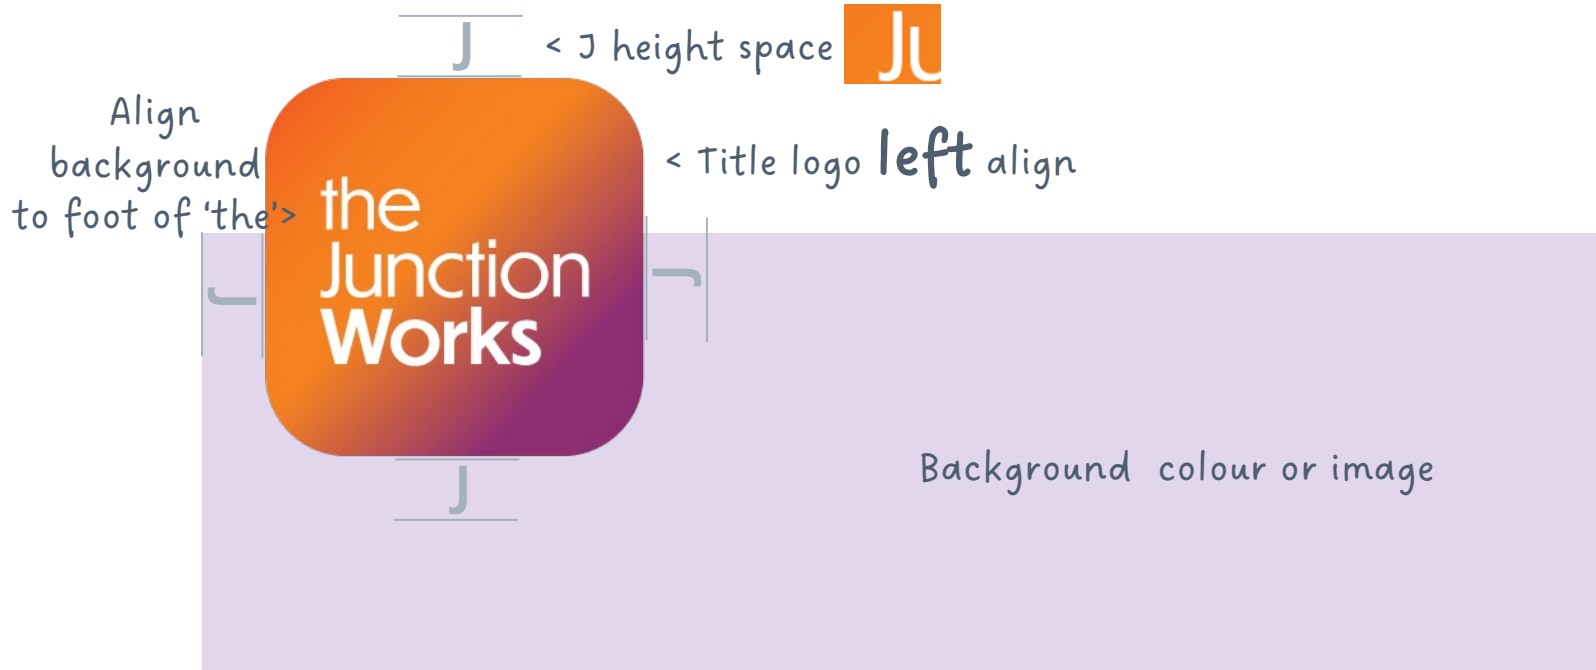 J
< J height space
Ju
Align
background
to foot of ‘the’>
< Title logo left align
the
Junction
Works
J
J
J
Background colour or image